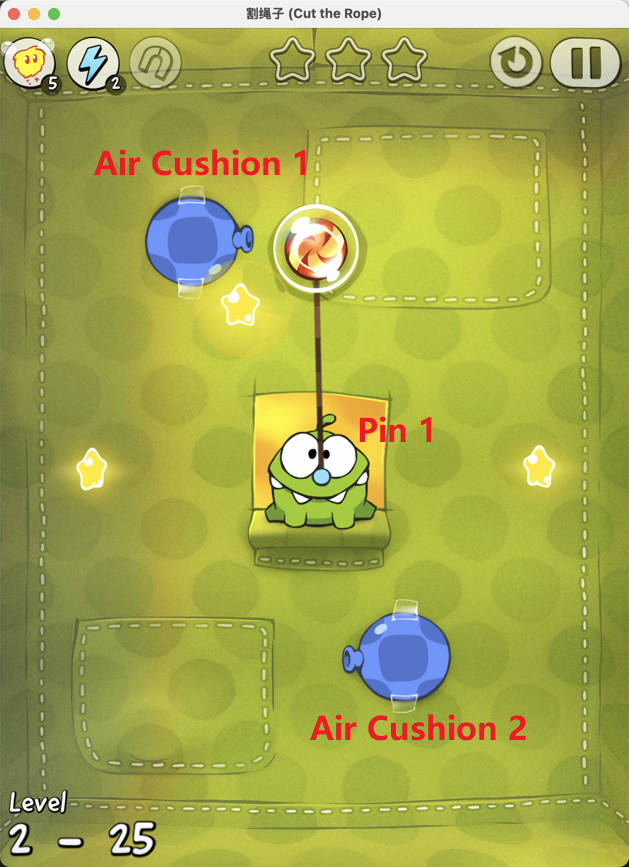 割绳子 (Cut the Rope)
5
2
Air Cushion 1
Pin 1
Air Cushion 2
Level
2 - 25